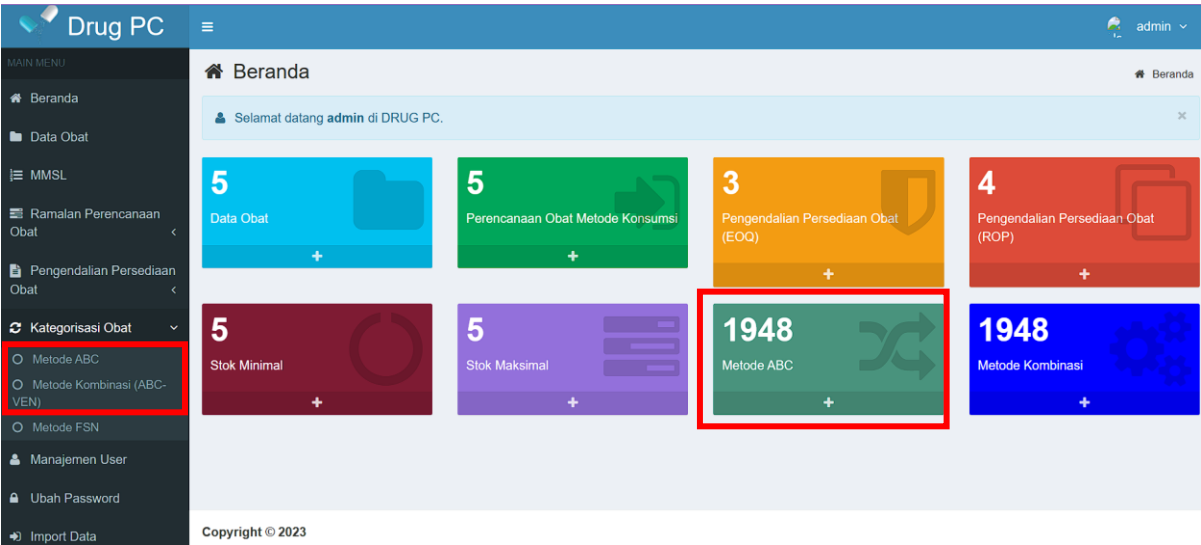 Drug PC
admin
MAIN MENU
Beranda
Data Obat
MMSL
Ramalan Perencanaan
Obat
Pengendalian Persediaan
Obat
Kategorisasi Obat
Metode ABC
Metode Kombinasi (ABC-
VEN)
Metode FSN
Manajemen User
Ubah Password
Import Data
Beranda
Beranda
Selamat datang admin di DRUG PC.
5
Data Obat
5
Perencanaan Obat Metode Konsumsi
3
Pengendalian Persediaan Obat
(EOQ)
4
Pengendalian Persediaan Obat
(ROP)
5
Stok Minimal
5
Stok Maksimal
1948
Metode ABC
1948
Metode Kombinasi
Copyright © 2023